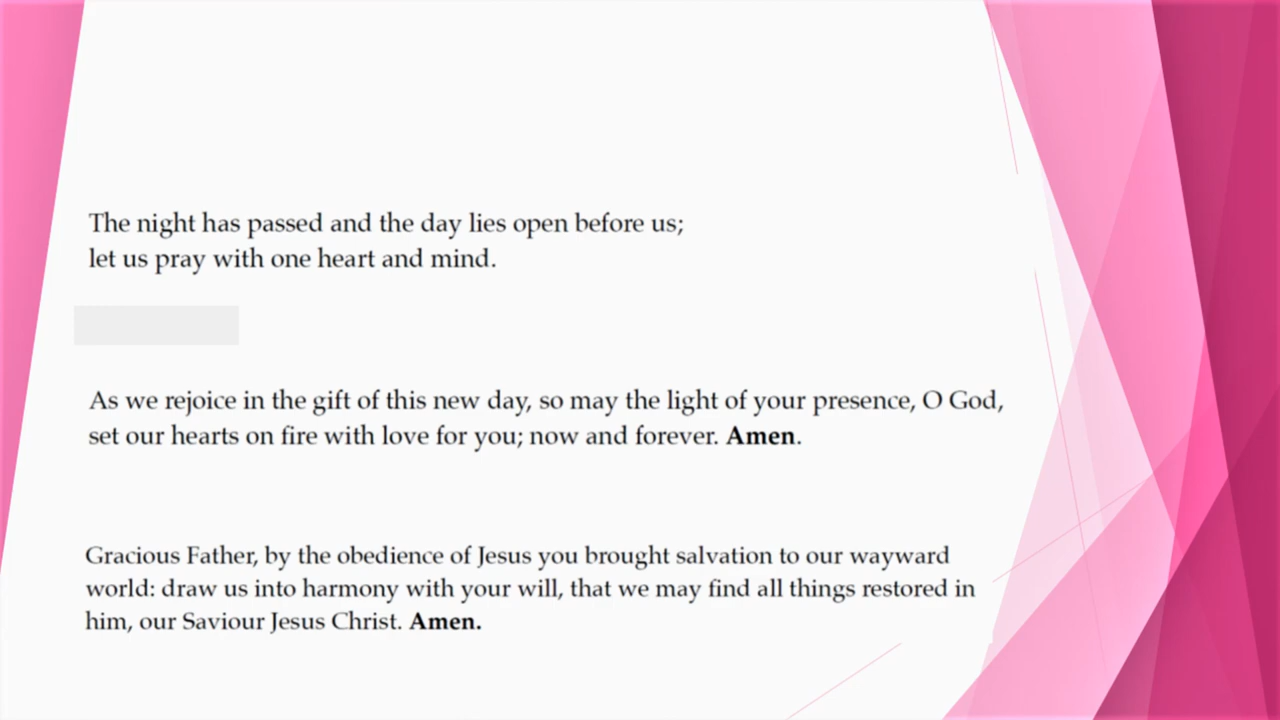 The night has passed and the day lies open before us;
let us pray with one heart and mind.
As we rejoice in the gift of this new day, so may the light of your presence, O God,
set our hearts on fire with love for you; now and forever. Amen.
Gracious Father, by the obedience of Jesus you brought salvation to our wayward
world: draw us into harmony with your will, that we may find all things restored in
him, our Saviour Jesus Christ. Amen.